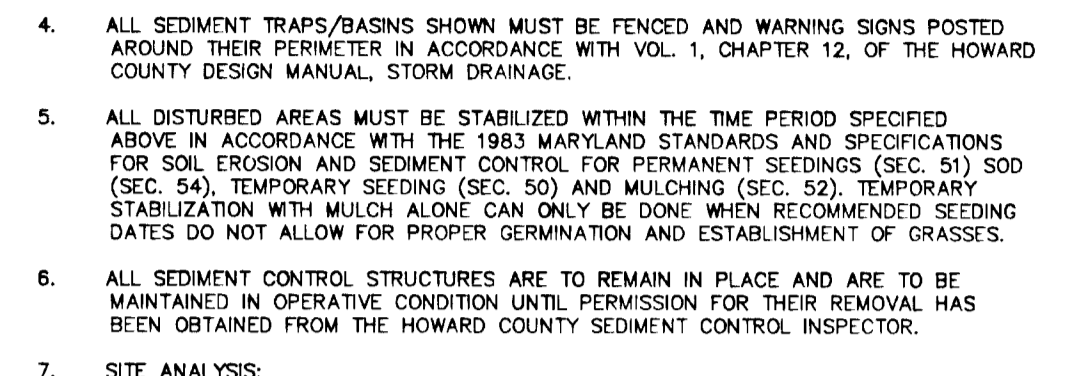 4. ALL SEDIMENT TRAPS/BASINS SHOWN MUST BE FENCED AND WARNING SIGNS POSTED
AROUND THEIR PERIMETER IN ACCORDANCE WITH VOL. 1, CHAPTER 12, OF THE HOWARD
COUNTY DESIGN MANUAL, STORM DRAINAGE.
5. ALL DISTURBED AREAS MUST BE STABILIZED WITHIN THE TIME PERIOD SPECIFIED
ABOVE IN ACCORDANCE WITH THE 1983 MARYLAND STANDARDS AND SPECIFICATIONS
FOR SOIL EROSION AND SEDIMENT CONTROL FOR PERMANENT SEEDINGS (SEC. 51) SOD
(SEC. 54), TEMPORARY SEEDING (SEC. 50) AND MULCHING (SEC. 52). TEMPORARY
STABILIZATION WITH MULCH ALONE CAN ONLY BE DONE WHEN RECOMMENDED SEEDING
DATES DO NOT ALLOW FOR PROPER GERMINATION AND ESTABLISHMENT OF GRASSES.
6. ALL SEDIMENT CONTROL STRUCTURES ARE TO REMAIN IN PLACE AND ARE TO BE
MAINTAINED IN OPERATIVE CONDITION UNTIL PERMISSION FOR THEIR REMOVAL HAS
BEEN OBTAINED FROM THE HOWARD COUNTY SEDIMENT CONTROL INSPECTOR.
7. SITE ANALYSIS: